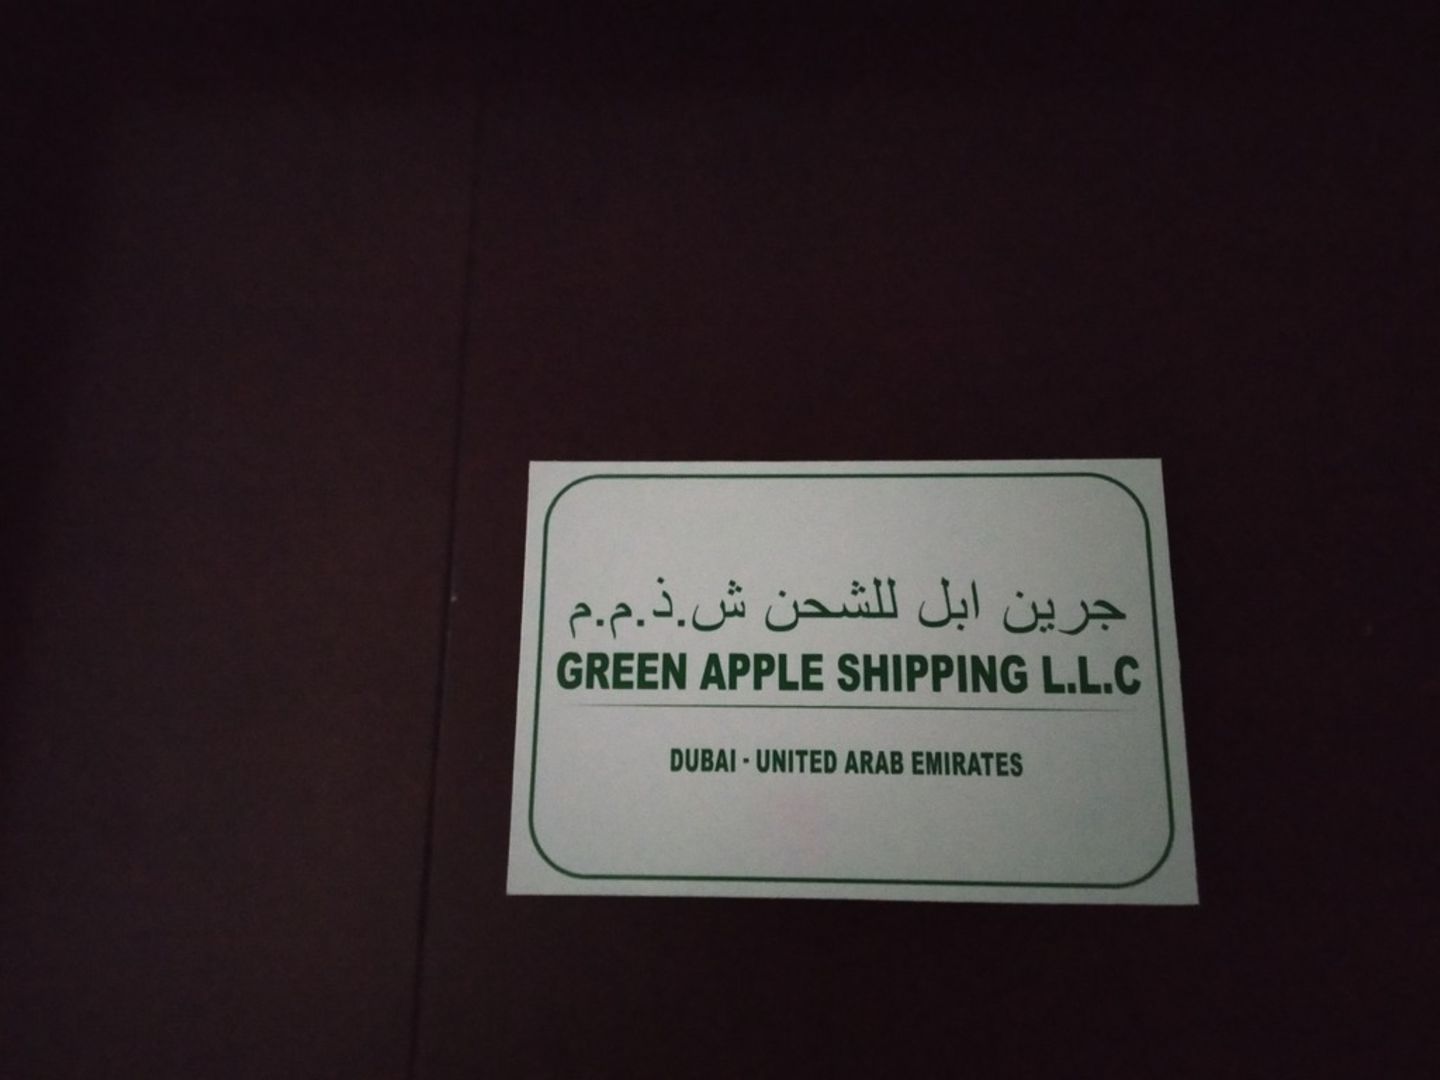 جرين ابل للشحن ش.ذ.م.م
GREEN APPLE SHIPPING L.L.C
DUBAI - UNITED ARAB EMIRATES